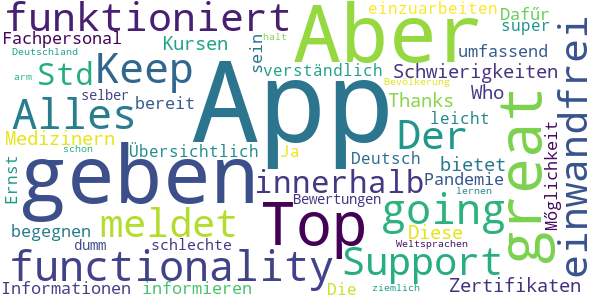 funktioniert
Aber
einzuarbeiten
Dafür
super
Fachpersonal
Kursen
sein
umfassend
Deutschland
halt
einwandfrei
Std
Keep
App
verständlich
Schwierigkeiten
arm
selber
bereit
Bevölkerung
Who
Alles
Thanks
great
Der
leicht
Möglichkeit
Medizinern
Übersichtlich
Ja
Deutsch
bietet
schon
geben
innerhalb
Pandemie
Ernst
Bewertungen
lernen
meldet
Top
going
begegnen
Diese
dumm
schlechte
Weltsprachen
functionality
Support
Informationen
informieren
Die
ziemlich
Zertifikaten